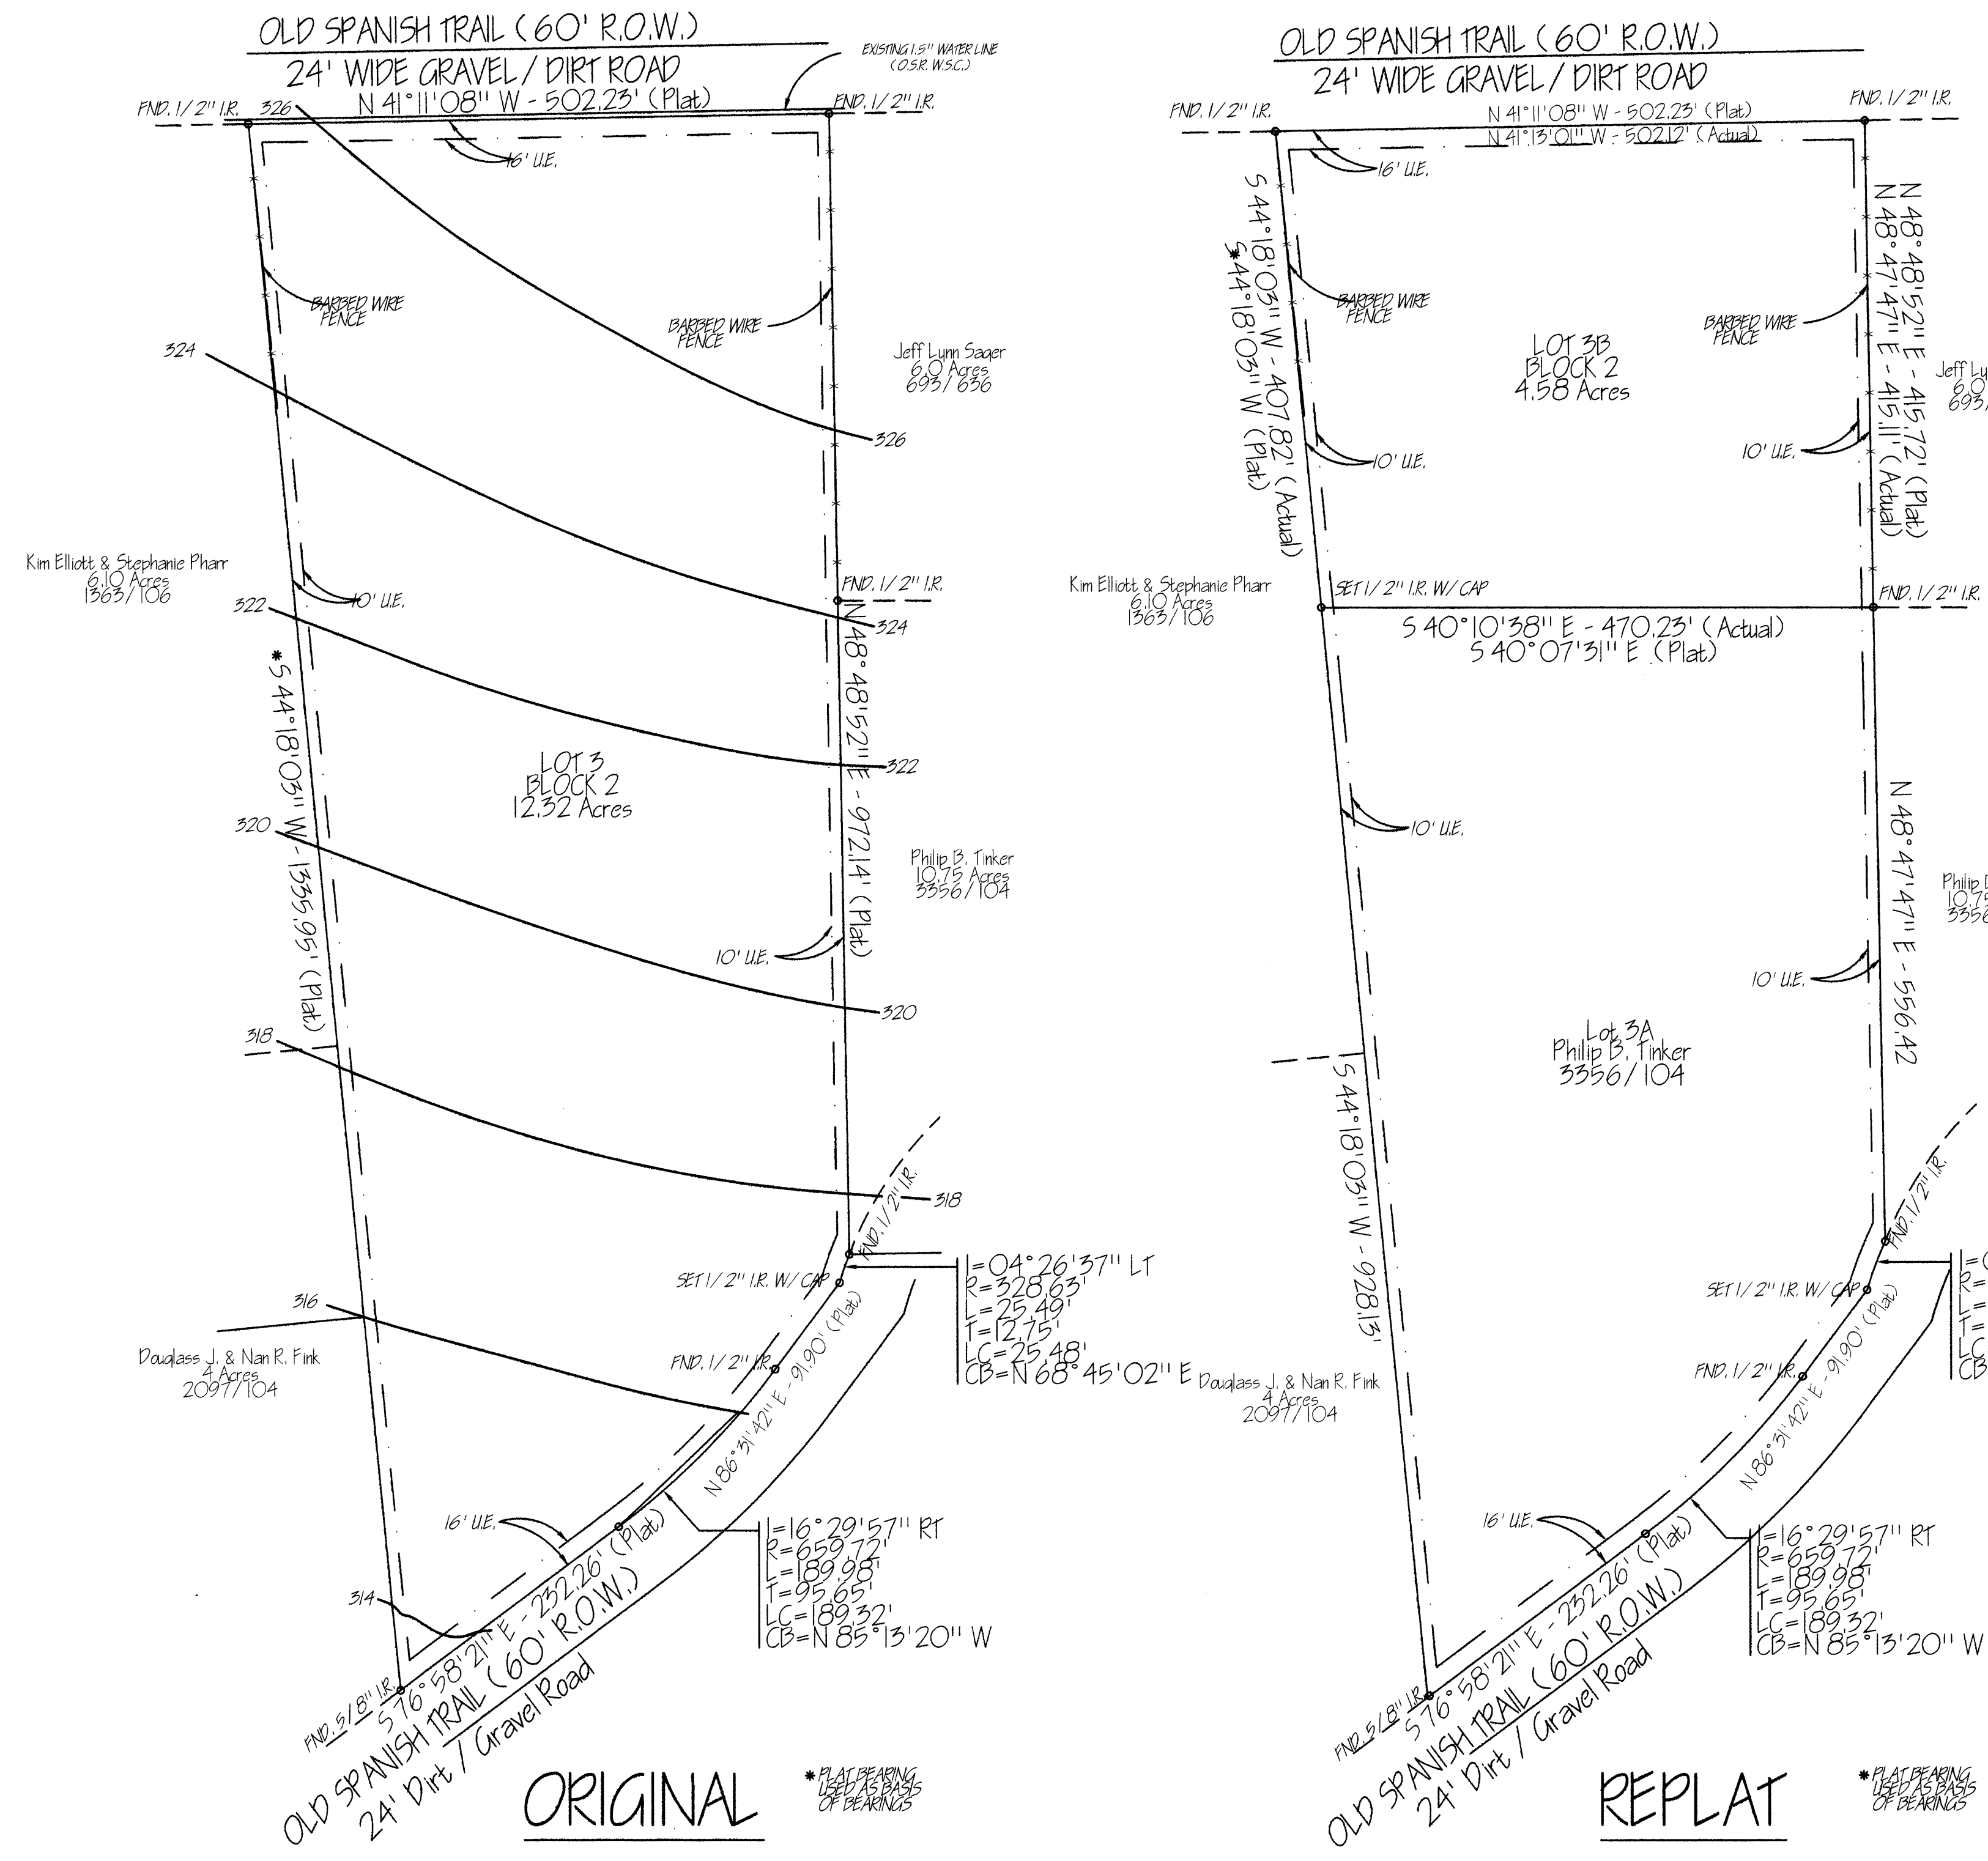 OLD SPANISH TRAIL ( 60' R.O.W.)
24' WIDE GRAVEL / DIRT ROAD
N 41°11'08" W - 502.23' (Plat)
EXISTING 1.5" WATER LINE
(O.S.R. W.S.C.)
FND. 1/2" I.R.
326
FND. 1/2" I.R.
16' U.E.
BARBED WIRE
FENCE
BARBED WIRE
FENCE
324
Jeff Lynn Sager
6.0 Acres
693/636
326
Kim Elliott & Stephanie Pharr
6.10 Acres
1363/106
10' U.E.
FND. 1/2" I.R.
322
324
*S 44°18'03" W - 1335.95' (Plat)
N 48°48'52" E - 972.14' (Plat)
LOT 3
BLOCK 2
12.32 Acres
322
320
Philip B. Tinker
10.75 Acres
3356/104
10' U.E.
320
318
318
FND. 1/2" I.R.
SET 1/2" I.R. W/ CAP
I=04°26'37" LT
R=328.63'
L=25.49'
T=12.75'
LC=25.48'
CB=N 68°45'02" E
316
Douglass J. & Nan R. Fink
4 Acres
2097/104
FND. 1/2" I.R.
N 86°31'42" E - 91.90' (Plat)
16' U.E.
I=16°29'57" RT
R=659.72'
L=189.98'
T=95.65'
LC=189.32'
CB=N 85°13'20" W
314
FND. 5/8" I.R.
S 76°58'21" E - 232.26' (Plat)
OLD SPANISH TRAIL ( 60' R.O.W.)
24' Dirt / Gravel Road
ORIGINAL
* PLAT BEARING
USED AS BASIS
OF BEARINGS
OLD SPANISH TRAIL ( 60' R.O.W.)
24' WIDE GRAVEL / DIRT ROAD
FND. 1/2" I.R.
N 41°11'08" W - 502.23' (Plat)
N 41°13'01" W - 502.12' (Actual)
FND. 1/2" I.R.
16' U.E.
S 44°18'03" W - 407.82' (Actual)
S*44°18'03" W (Plat)
N 48°48'52" E - 415.72' (Plat)
N 48°47'47" E - 415.11' (Actual)
BARBED WIRE
FENCE
BARBED WIRE
FENCE
LOT 3B
BLOCK 2
4.58 Acres
Jeff Ly
6.0
693/
10' U.E.
10' U.E.
Kim Elliott & Stephanie Pharr
6.10 Acres
1363/106
SET 1/2" I.R. W/ CAP
FND. 1/2" I.R.
S 40°10'38" E - 470.23' (Actual)
S 40°07'31" E (Plat)
10' U.E.
N 48°47'47" E - 556.42
Philip B
10.75
3356
10' U.E.
Lot 3A
Philip B. Tinker
3356/104
S 44°18'03" W - 928.13'
FND. 1/2" I.R.
SET 1/2" I.R. W/ CAP
I=0
R=
L=
T=
LC
CB
Douglass J. & Nan R. Fink
4 Acres
2097/104
FND. 1/2" I.R.
N 86°31'42" E - 91.90' (Plat)
16' U.E.
I=16°29'57" RT
R=659.72'
L=189.98'
T=95.65'
LC=189.32'
CB=N 85°13'20" W
FND. 5/8" I.R.
S 76°58'21" E - 232.26' (Plat)
OLD SPANISH TRAIL ( 60' R.O.W.)
24' Dirt / Gravel Road
REPLAT
* PLAT BEARING
USED AS BASIS
OF BEARINGS